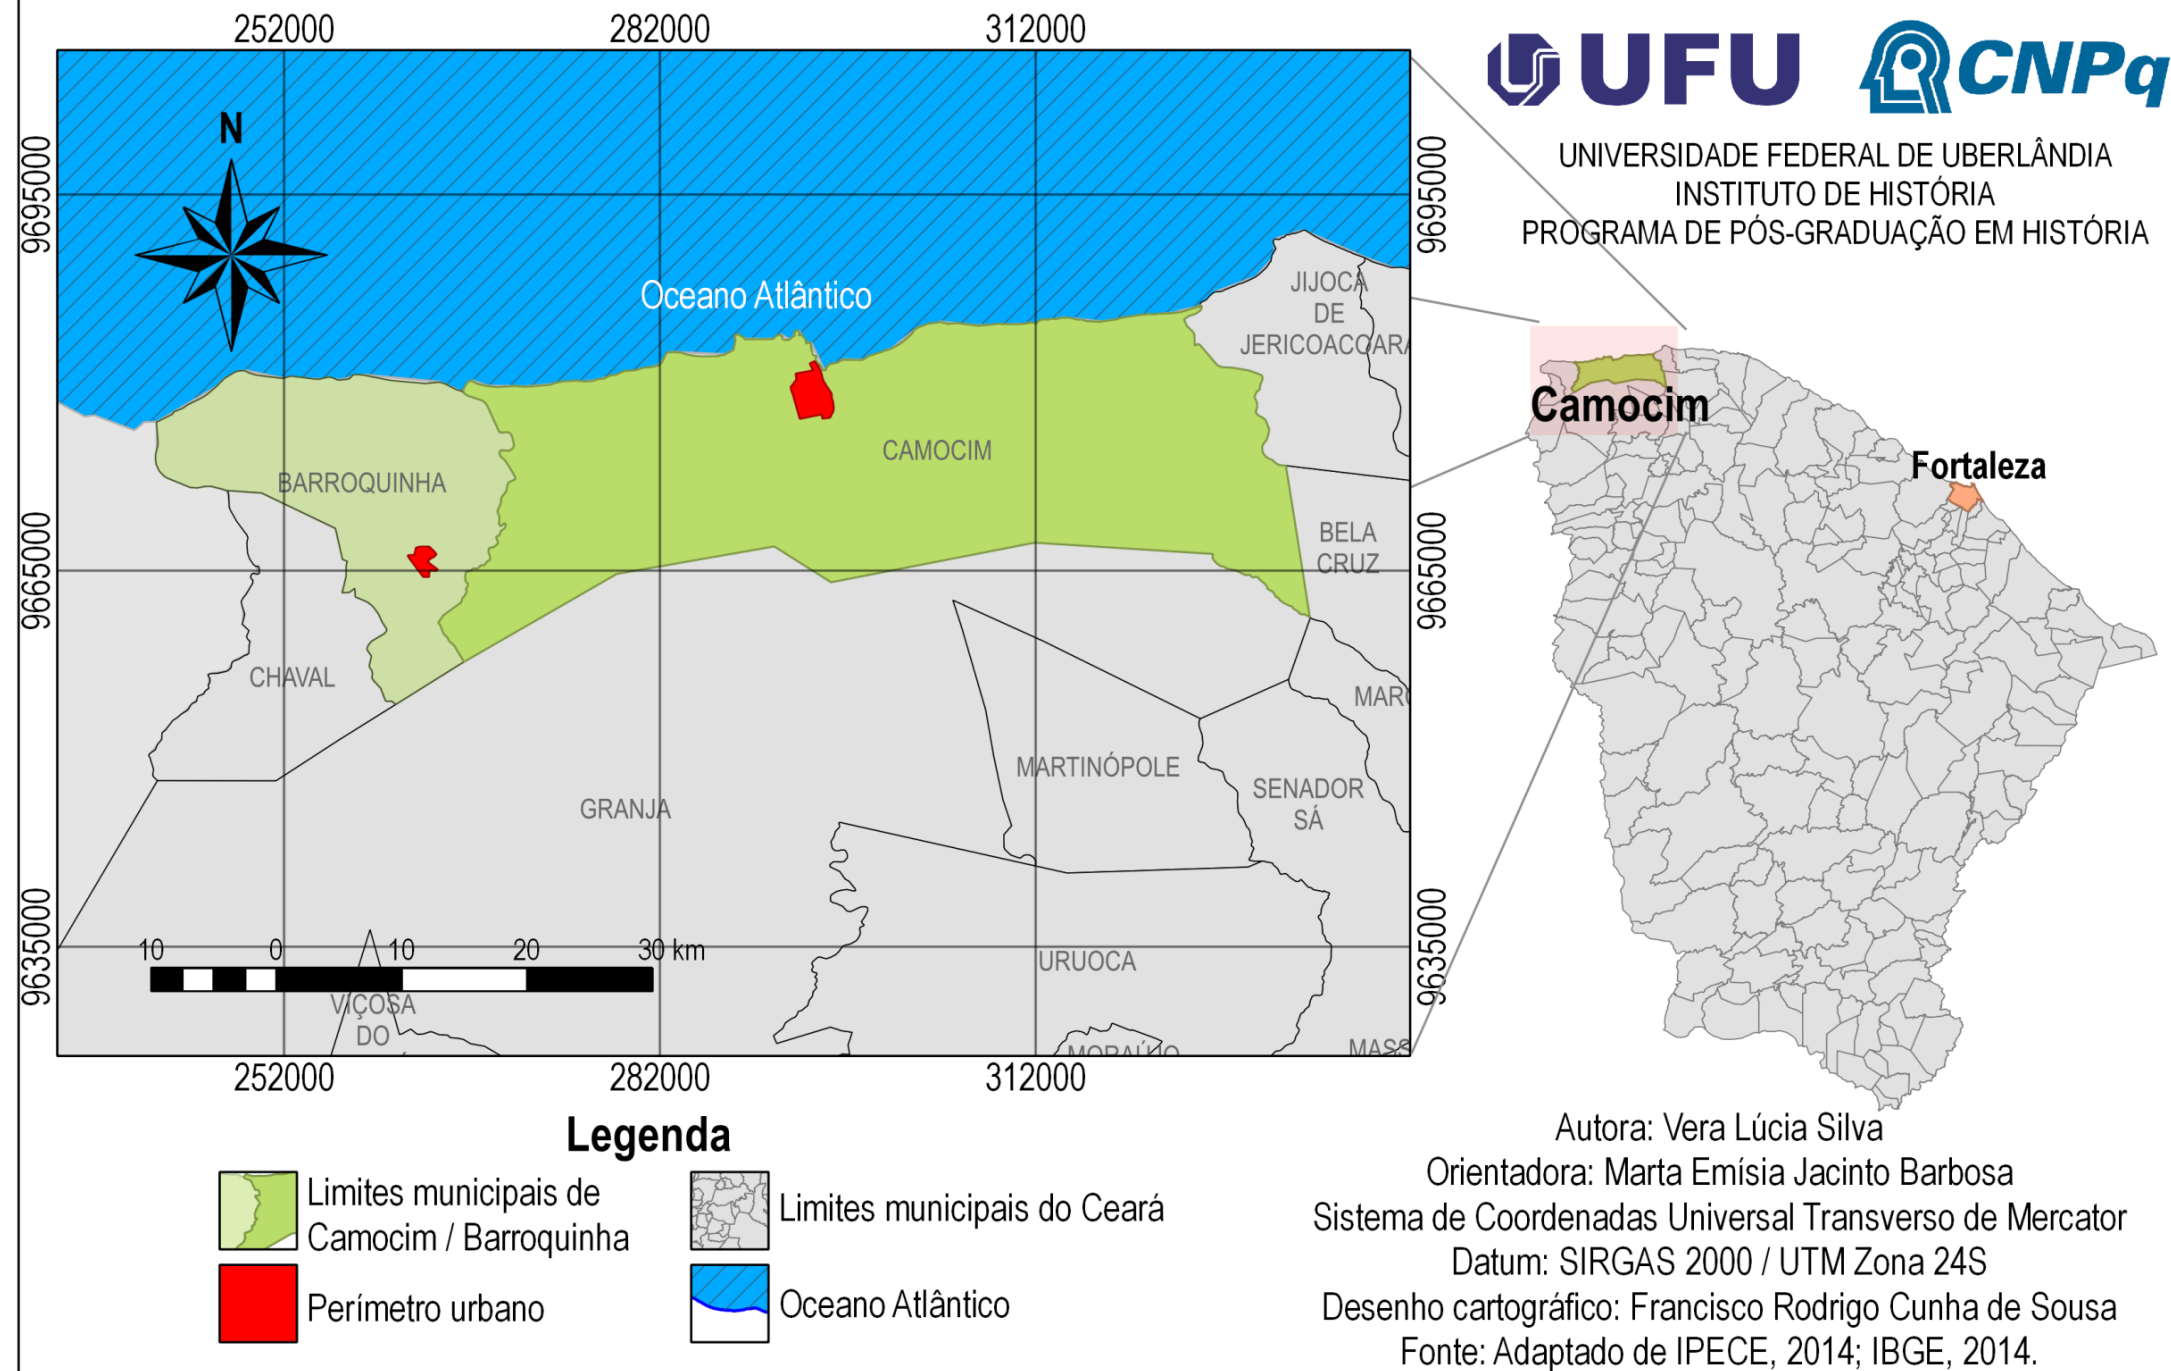 252000 282000 312000
9695000
9665000
9635000
N
Oceano Atlântico
JIJOCA
DE
JERICOACOARA
CAMOCIM
BARROQUINHA
BELA
CRUZ
CHAVAL
MARTINÓPOLE
SENADOR
SÁ
GRANJA
URUOCA
VIÇOSA
DO
10 0 10 20 30 km
9695000
9665000
9635000
252000 282000 312000
UFU CNPq
UNIVERSIDADE FEDERAL DE UBERLÂNDIA
INSTITUTO DE HISTÓRIA
PROGRAMA DE PÓS-GRADUAÇÃO EM HISTÓRIA
Camocim
Fortaleza
Legenda
Limites municipais de
Camocim / Barroquinha
Limites municipais do Ceará
Perímetro urbano
Oceano Atlântico
Autora: Vera Lúcia Silva
Orientadora: Marta Emísia Jacinto Barbosa
Sistema de Coordenadas Universal Transverso de Mercator
Datum: SIRGAS 2000 / UTM Zona 24S
Desenho cartográfico: Francisco Rodrigo Cunha de Sousa
Fonte: Adaptado de IPECE, 2014; IBGE, 2014.